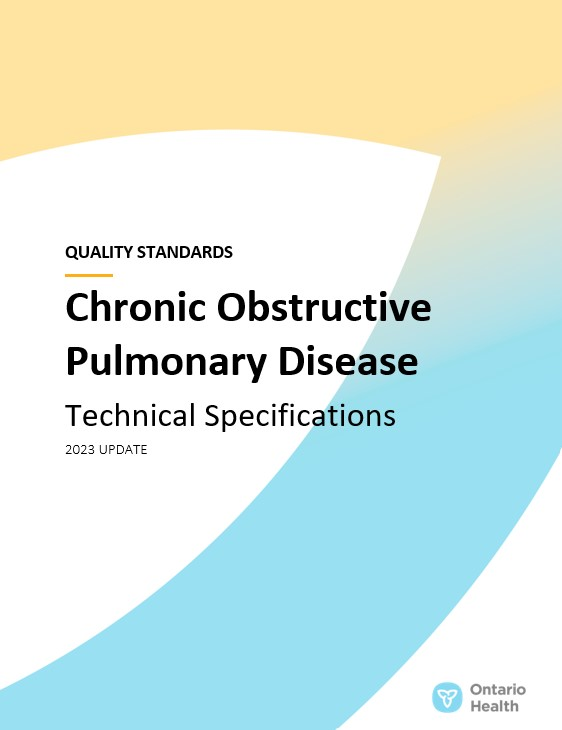 QUALITY STANDARDS
Chronic Obstructive
Pulmonary Disease
Technical Specifications
2023 UPDATE
Ontario
Health